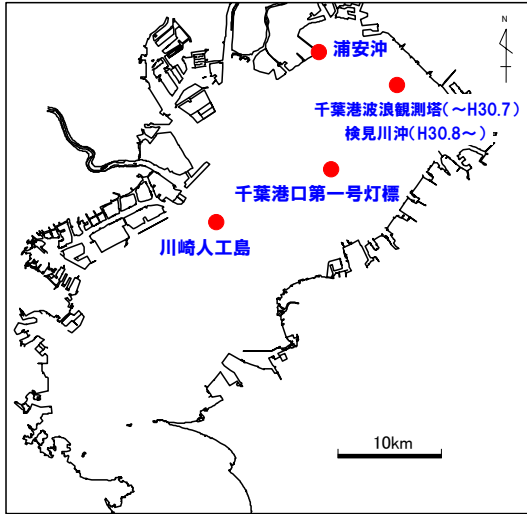 N
浦安沖
千葉港波浪観測塔(～H30.7)
検見川沖(H30.8～)
千葉港口第一号灯標
川崎人工島
10km